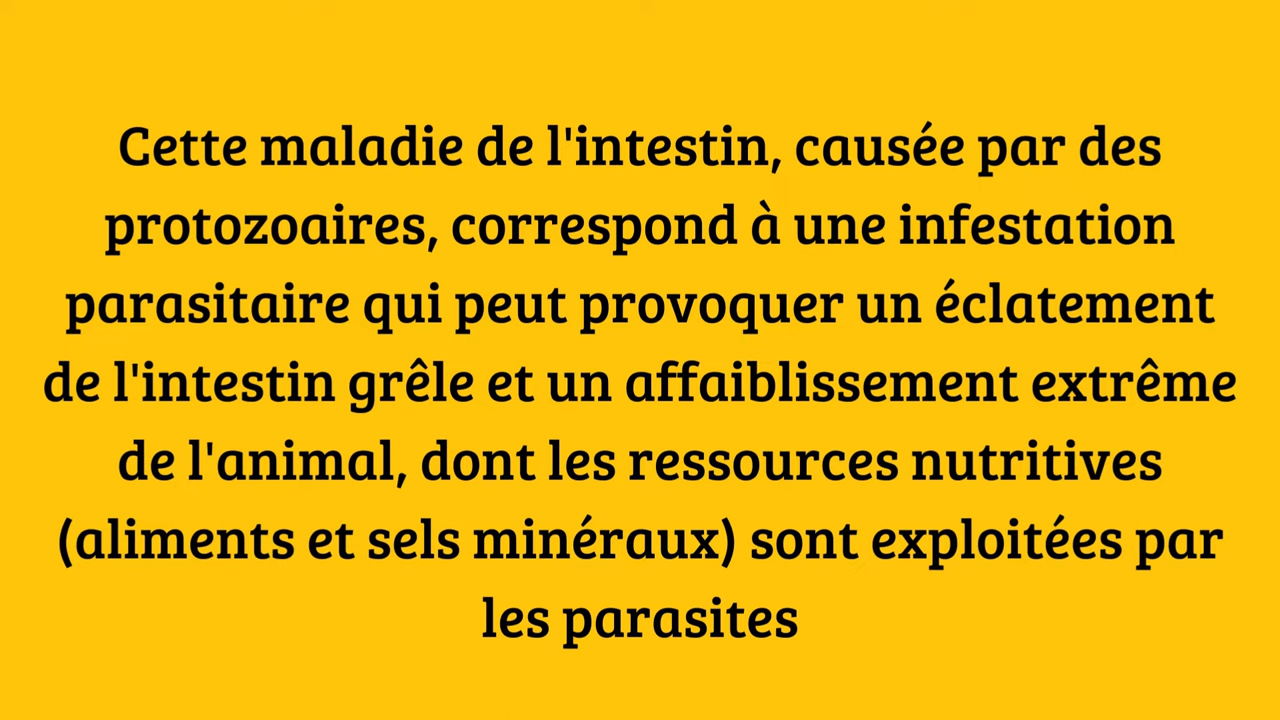 Cette maladie de l'intestin, causée par des
protozoaires, correspond à une infestation
parasitaire qui peut provoquer un éclatement
de l'intestin grêle et un affaiblissement extrême
de l'animal, dont les ressources nutritives
(aliments et sels minéraux) sont exploitées par
les parasites